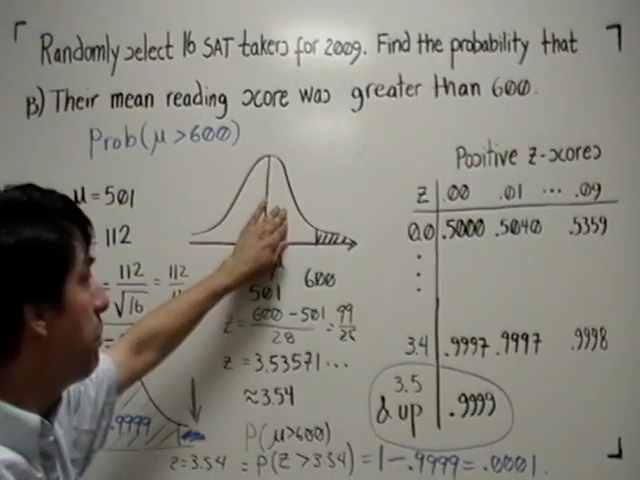 Randomly select 16 SAT takers for 2009. Find the probability that
B) Their mean reading score was greater than 600.
Prob(μ>600)
μ = 501
112
= 112/√16 = 112/
μ
501
600
z = 600-501/28 = 99/28
z = 3.53571...
≈3.54
.9999
z=3.54
P(μ>600)
= P(Z > 3.54) = 1 - .9999 = .0001.
Positive z-scores
Z .00 .01 ... .09
0.0 .5000 .5040 .5359
3.4 .9997 .9997 .9998
3.5 & up .9999